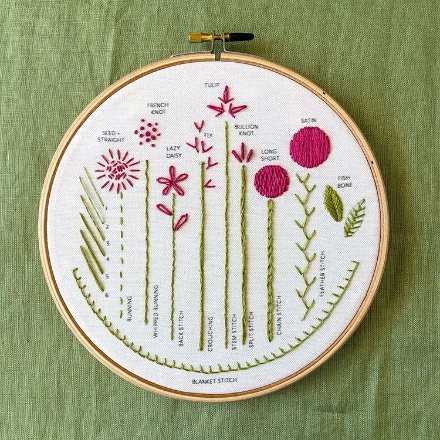 TULIP
FRENCH
KNOT
SEED +
STRAIGHT
FLY
BULLION
KNOT
SATIN
LAZY
DAISY
LONG
SHORT
FISH
BONE
1
2
3
4
5
6
RUNNING
WHIPPED RUNNING
BACK STITCH
COUCHING
STEM STITCH
SPLIT STITCH
CHAIN STITCH
FEATHER STITCH
BLANKET STITCH